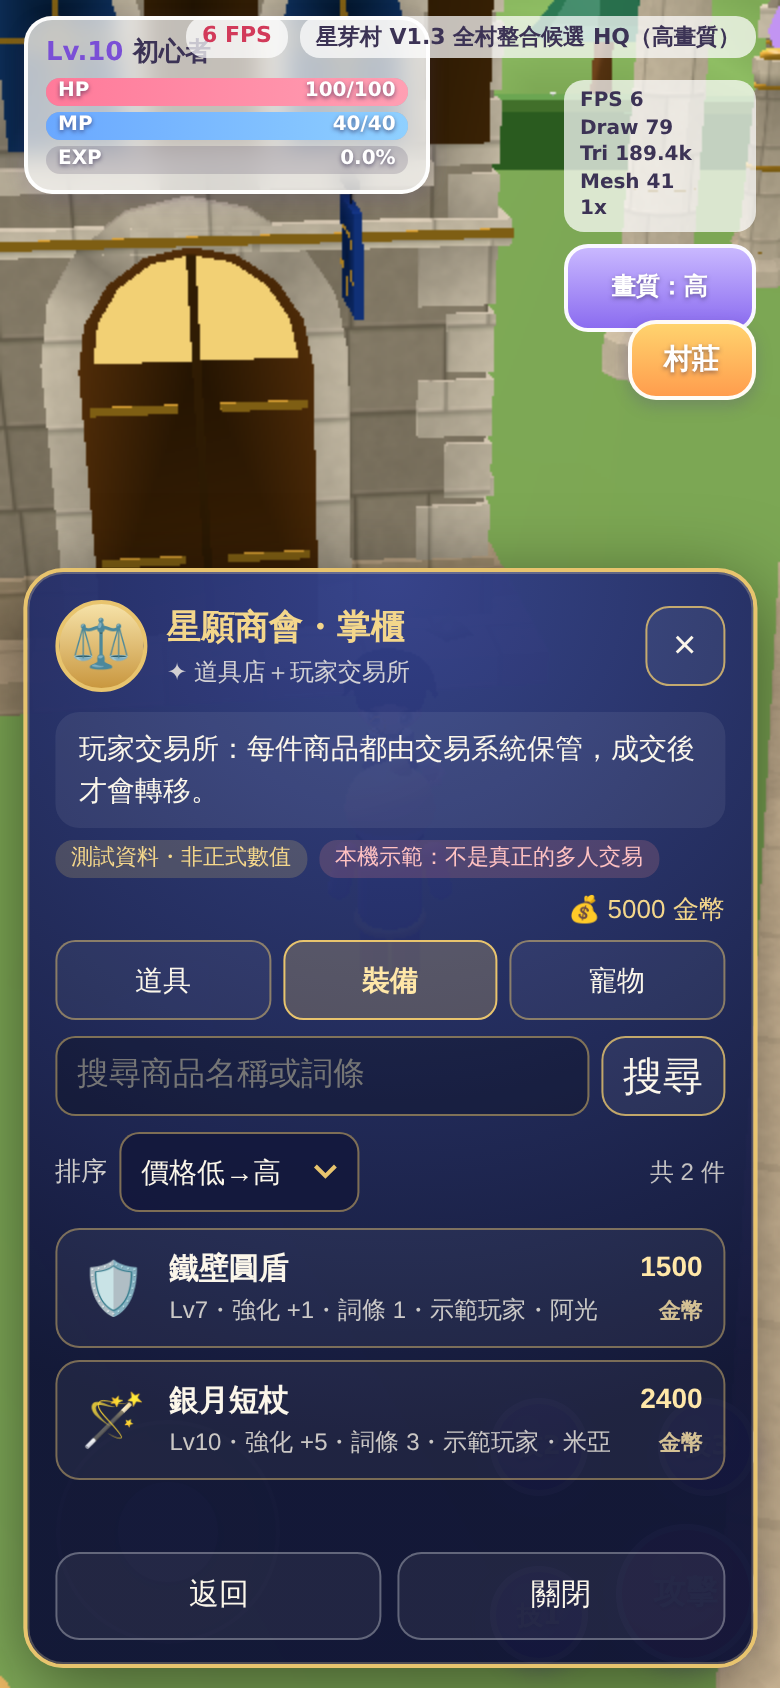 6 FPS
星芽村 V1.3 全村整合候選 HQ（高畫質）
Lv.10 初心者
HP 100/100
MP 40/40
EXP 0.0%
FPS 6
Draw 79
Tri 189.4k
Mesh 41
1x
畫質：高
村莊
星願商會・掌櫃
✦ 道具店＋玩家交易所
×
玩家交易所：每件商品都由交易系統保管，成交後
才會轉移。
測試資料・非正式數值
本機示範：不是真正的多人交易
5000 金幣
道具
裝備
寵物
搜尋商品名稱或詞條
搜尋
排序
價格低→高
共 2 件
鐵壁圓盾
1500
Lv7・強化 +1・詞條 1・示範玩家・阿光
金幣
銀月短杖
2400
Lv10・強化 +5・詞條 3・示範玩家・米亞
金幣
返回
關閉